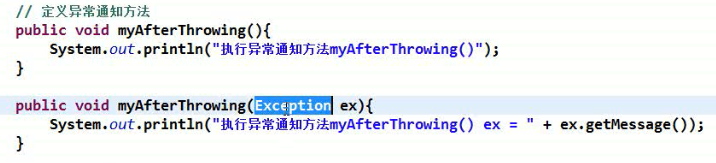 // 定义异常通知方法
public void myAfterThrowing(){
System.out.println("执行异常通知方法myAfterThrowing()");
}
public void myAfterThrowing(Exception ex){
System.out.println("执行异常通知方法myAfterThrowing() ex = " + ex.getMessage());
}